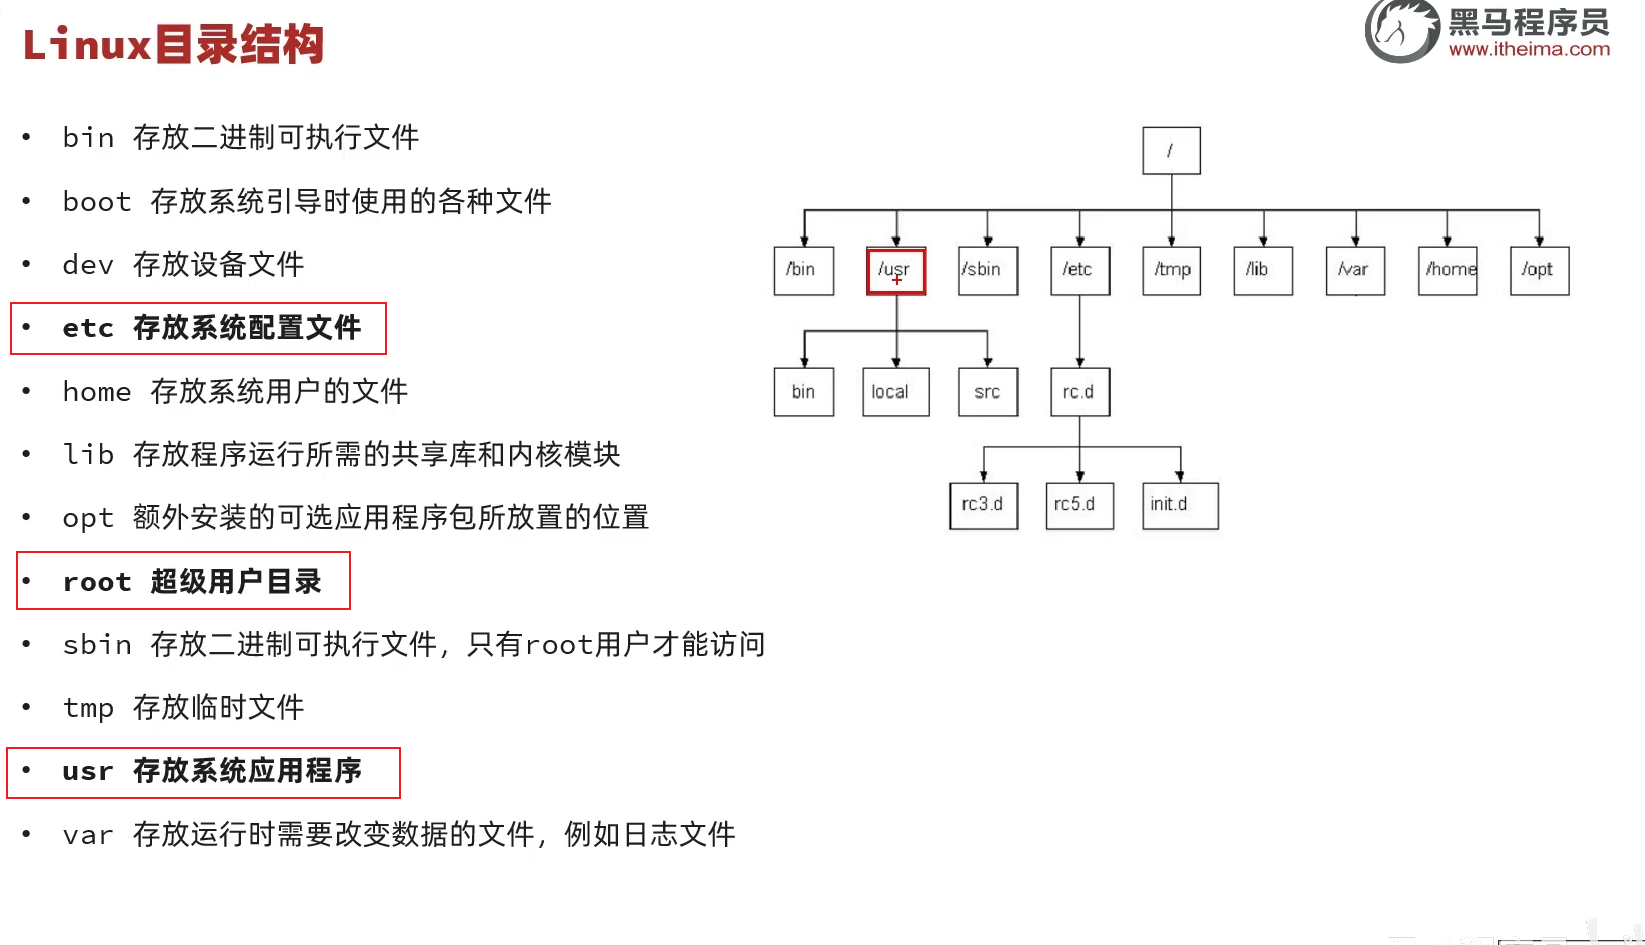 Linux目录结构
黑马程序员
www.itheima.com
• bin 存放二进制可执行文件
• boot 存放系统引导时使用的各种文件
• dev 存放设备文件
• etc 存放系统配置文件
• home 存放系统用户的文件
• lib 存放程序运行所需的共享库和内核模块
• opt 额外安装的可选应用程序包所放置的位置
• root 超级用户目录
• sbin 存放二进制可执行文件，只有root用户才能访问
• tmp 存放临时文件
• usr 存放系统应用程序
• var 存放运行时需要改变数据的文件，例如日志文件
/
/bin /usr /sbin /etc /tmp /lib /var /home /opt
bin local src rc.d
rc3.d rc5.d init.d